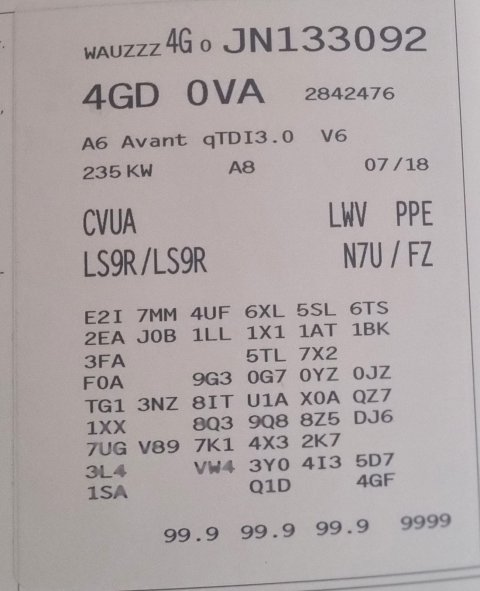 WAUZZZ 4G 0 JN133092
4GD 0VA 2842476
A6 Avant qTDI3.0 V6
235 KW A8 07/18
CVUA LWV PPE
LS9R/LS9R N7U / FZ
E2I 7MM 4UF 6XL 5SL 6TS
2EA J0B 1LL 1X1 1AT 1BK
3FA 5TL 7X2
F0A 9G3 0G7 0YZ 0JZ
TG1 3NZ 8IT U1A X0A QZ7
1XX 8Q3 9Q8 8Z5 DJ6
7UG V89 7K1 4X3 2K7
3L4 VW4 3Y0 4I3 5D7
1SA Q1D 4GF
99.9 99.9 99.9 9999